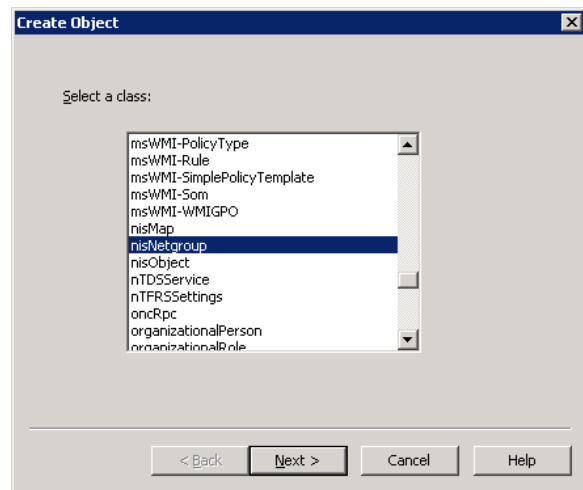 Create Object
Select a class:
msWMI-PolicyType
msWMI-Rule
msWMI-SimplePolicyTemplate
msWMI-Som
msWMI-WMIGPO
nisMap
nisNetgroup
nisObject
nTDSService
nTFRSSettings
oncRpc
organizationalPerson
organizationalRole
< Back
Next >
Cancel
Help